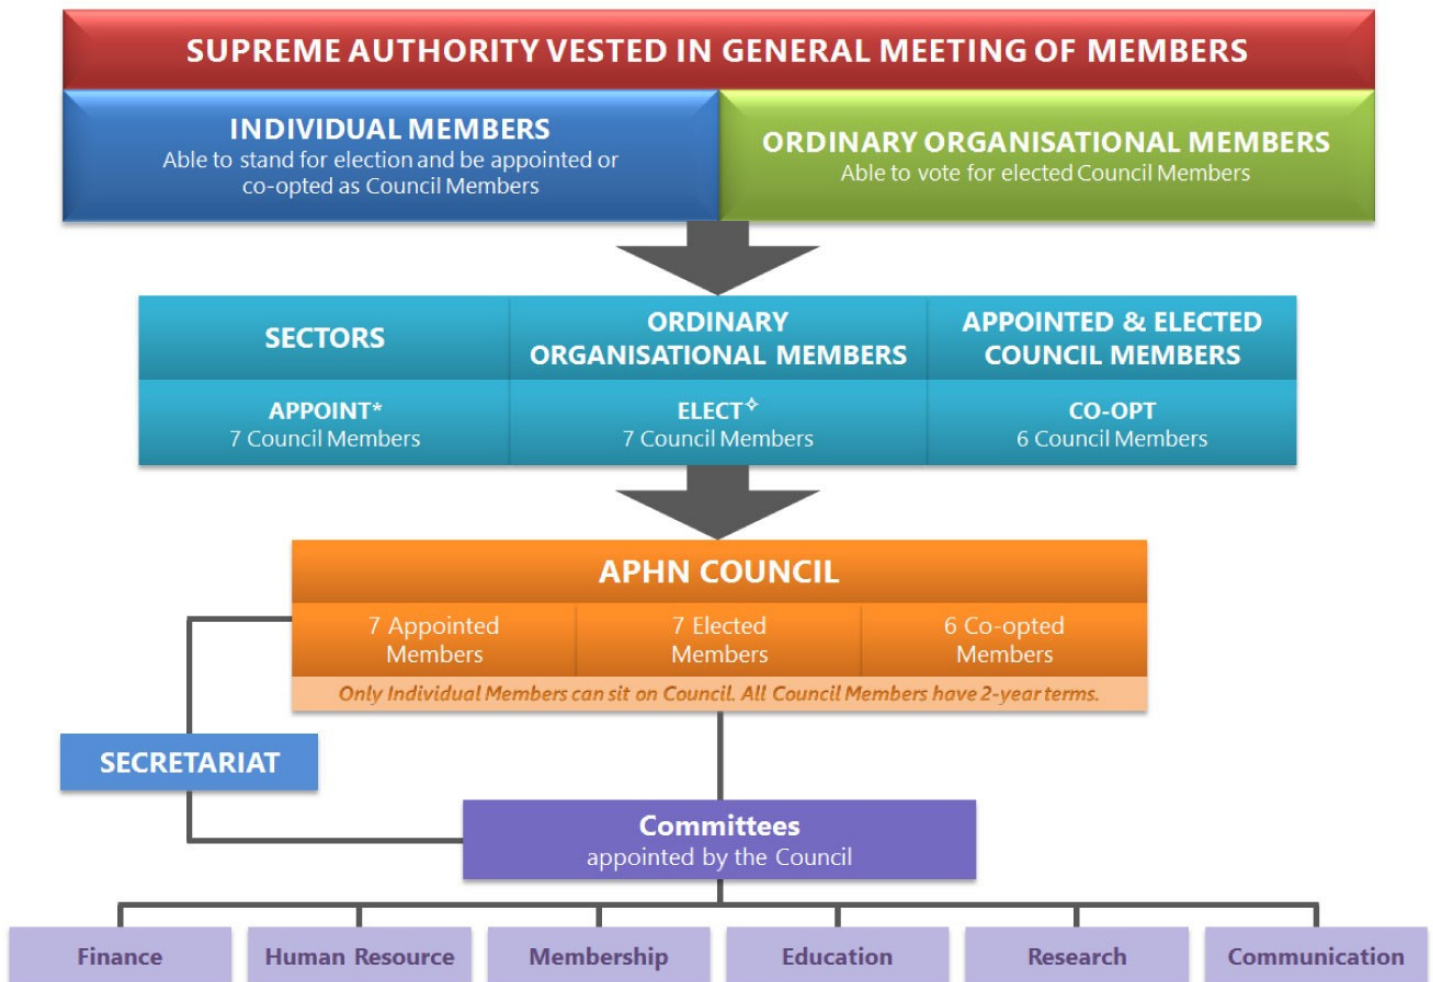 SUPREME AUTHORITY VESTED IN GENERAL MEETING OF MEMBERS
INDIVIDUAL MEMBERS
Able to stand for election and be appointed or
co-opted as Council Members
ORDINARY ORGANISATIONAL MEMBERS
Able to vote for elected Council Members
SECTORS
ORDINARY
ORGANISATIONAL MEMBERS
APPOINTED & ELECTED
COUNCIL MEMBERS
APPOINT*
7 Council Members
ELECT✧
7 Council Members
CO-OPT
6 Council Members
APHN COUNCIL
7 Appointed
Members
7 Elected
Members
6 Co-opted
Members
Only Individual Members can sit on Council. All Council Members have 2-year terms.
SECRETARIAT
Committees
appointed by the Council
Finance
Human Resource
Membership
Education
Research
Communication